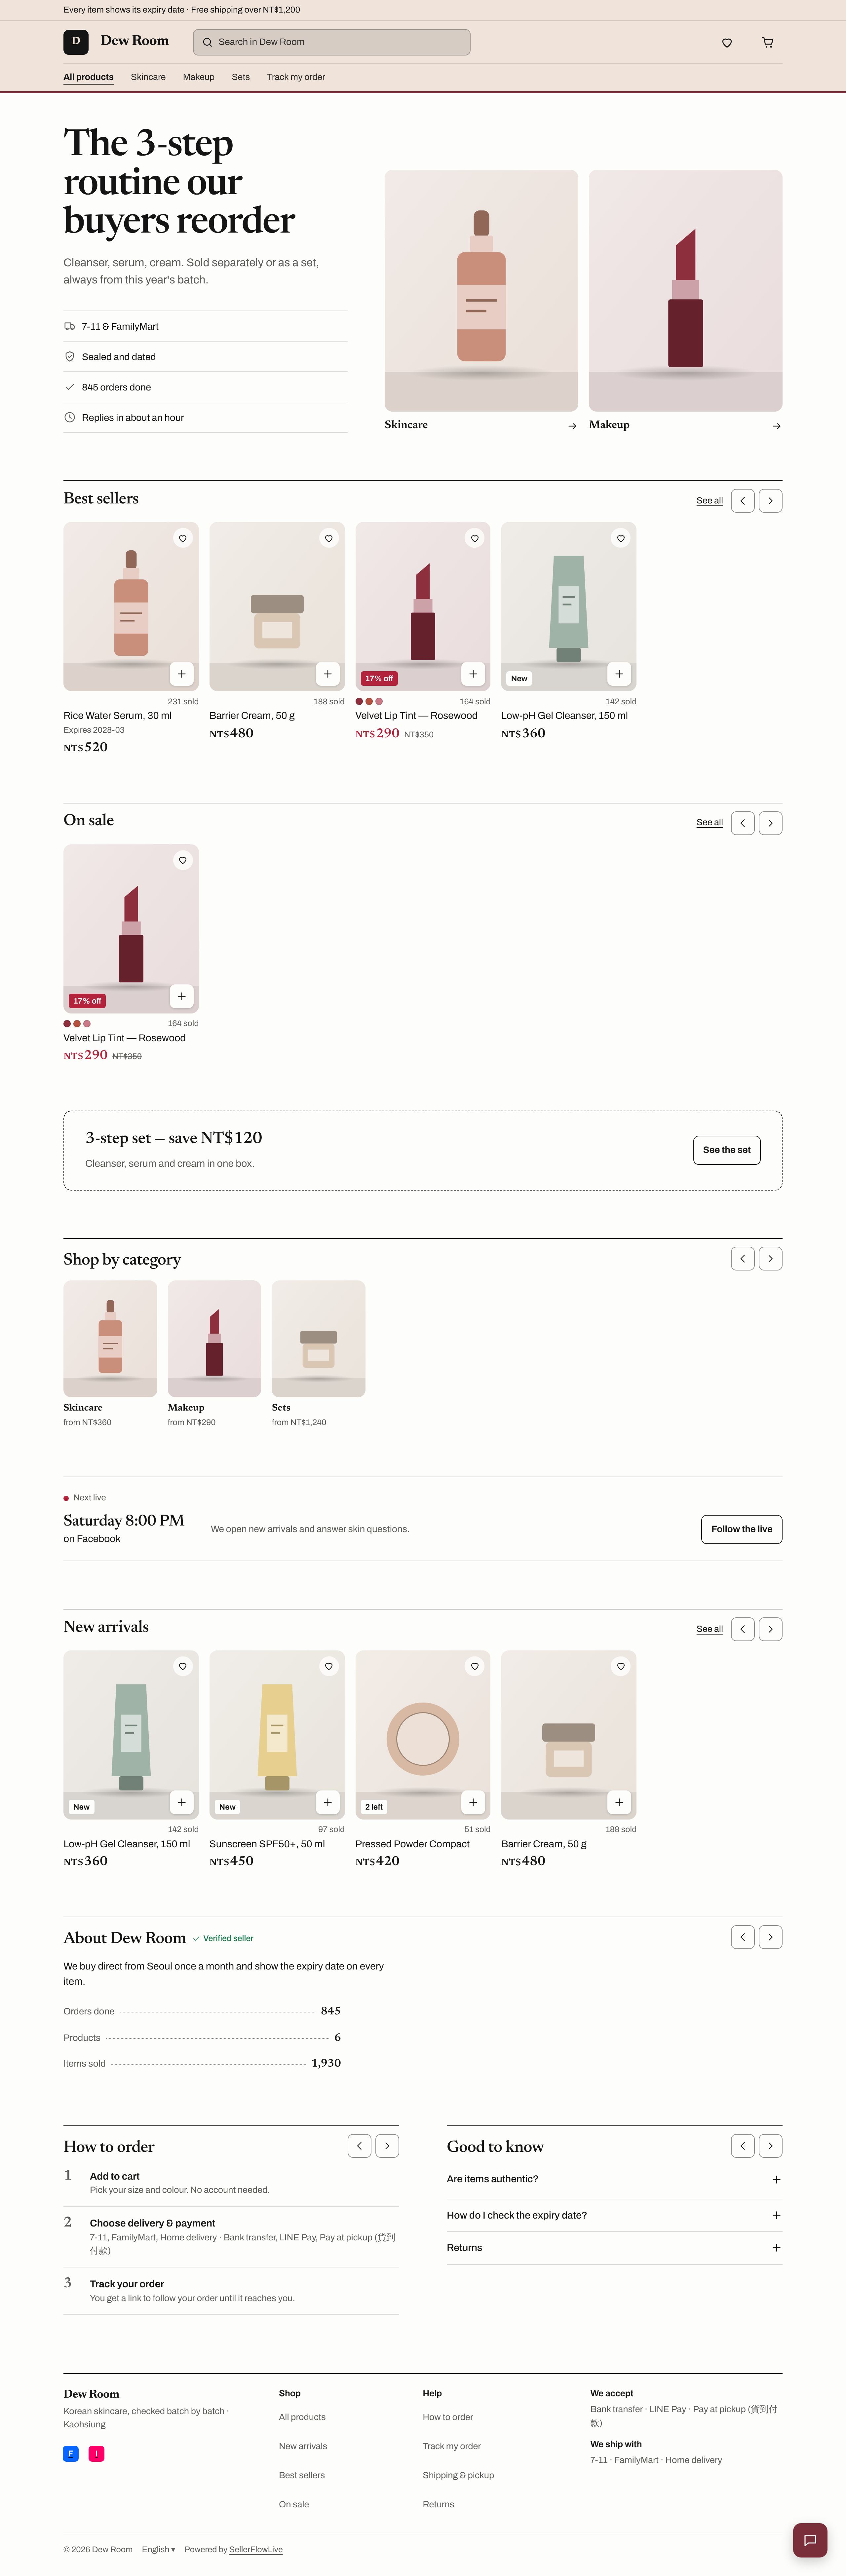 Every item shows its expiry date · Free shipping over NT$1,200
D
Dew Room
Search in Dew Room
All products
Skincare
Makeup
Sets
Track my order
The 3-step
routine our
buyers reorder
Cleanser, serum, cream. Sold separately or as a set,
always from this year's batch.
7-11 & FamilyMart
Sealed and dated
845 orders done
Replies in about an hour
Skincare
Makeup
Best sellers
See all
231 sold
Rice Water Serum, 30 ml
Expires 2028-03
NT$520
188 sold
Barrier Cream, 50 g
NT$480
17% off
164 sold
Velvet Lip Tint — Rosewood
NT$290 NT$350
New
142 sold
Low-pH Gel Cleanser, 150 ml
NT$360
On sale
See all
17% off
164 sold
Velvet Lip Tint — Rosewood
NT$290 NT$350
3-step set – save NT$120
Cleanser, serum and cream in one box.
See the set
Shop by category
Skincare
from NT$360
Makeup
from NT$290
Sets
from NT$1,240
Next live
Saturday 8:00 PM
on Facebook
We open new arrivals and answer skin questions.
Follow the live
New arrivals
See all
New
142 sold
Low-pH Gel Cleanser, 150 ml
NT$360
New
97 sold
Sunscreen SPF50+, 50 ml
NT$450
2 left
51 sold
Pressed Powder Compact
NT$420
188 sold
Barrier Cream, 50 g
NT$480
About Dew Room
Verified seller
We buy direct from Seoul once a month and show the expiry date on every
item.
Orders done 845
Products 6
Items sold 1,930
How to order
1
Add to cart
Pick your size and colour. No account needed.
2
Choose delivery & payment
7-11, FamilyMart, Home delivery · Bank transfer, LINE Pay, Pay at pickup (貨到
付款)
3
Track your order
You get a link to follow your order until it reaches you.
Good to know
Are items authentic?
How do I check the expiry date?
Returns
Dew Room
Korean skincare, checked batch by batch ·
Kaohsiung
F
I
Shop
All products
New arrivals
Best sellers
On sale
Help
How to order
Track my order
Shipping & pickup
Returns
We accept
Bank transfer · LINE Pay · Pay at pickup (貨到付
款)
We ship with
7-11 · FamilyMart · Home delivery
© 2026 Dew Room
English ▾
Powered by SellerFlowLive